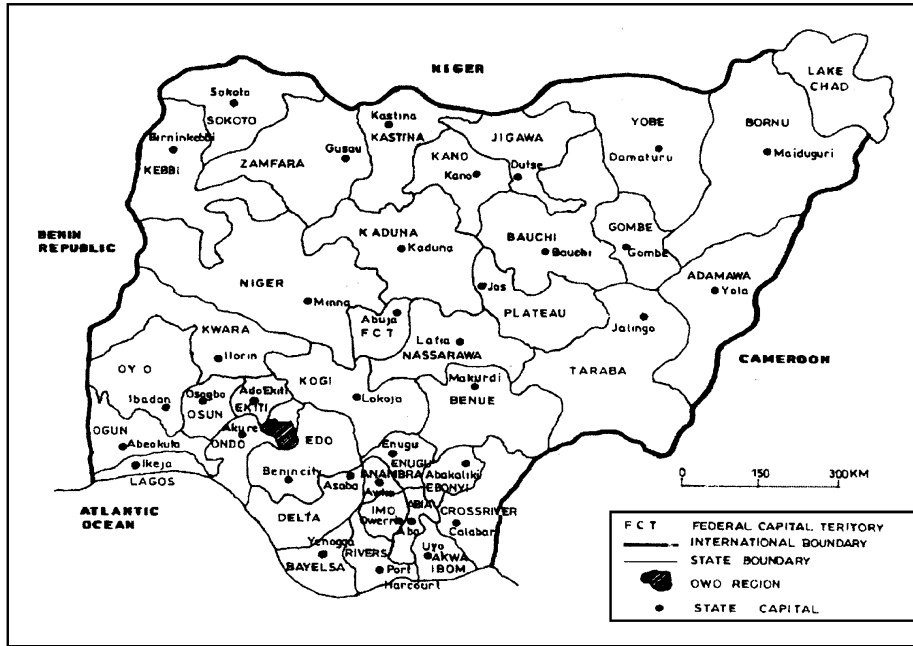 NIGER
LAKE
CHAD
Sokoto
SOKOTO
Kastina
KASTINA
JIGAWA
YOBE
BORNU
Birninkebbi
KEBBI
ZAMFARA
Gusau
KANO
Kano
Dutse
Damaturu
Maiduguri
BENIN
REPUBLIC
KADUNA
Kaduna
BAUCHI
Bauchi
GOMBE
Gombe
NIGER
Minna
Jos
ADAMAWA
Yola
Abuja
FCT
PLATEAU
Jalingo
KWARA
Ilorin
Lafia
NASSARAWA
CAMEROON
TARABA
OYO
Ibadan
Osogbo
OSUN
Ado Ekiti
EKITI
KOGI
Lokoja
Makurdi
BENUE
OGUN
Abeokuta
Akure
ONDO
EDO
Enugu
ENUGU
Ikeja
LAGOS
Benin city
Asaba
ANAMBRA
Awka
Abakaliki
EBONYI
ATLANTIC
OCEAN
DELTA
IMO
Owerri
ABIA
Aba
CROSSRIVER
Calabar
Yenogoa
BAYELSA
RIVERS
Port
Harcourt
Uyo
AKWA
IBOM
0 150 300KM
FCT FEDERAL CAPITAL TERITORY
INTERNATIONAL BOUNDARY
STATE BOUNDARY
OWO REGION
STATE CAPITAL